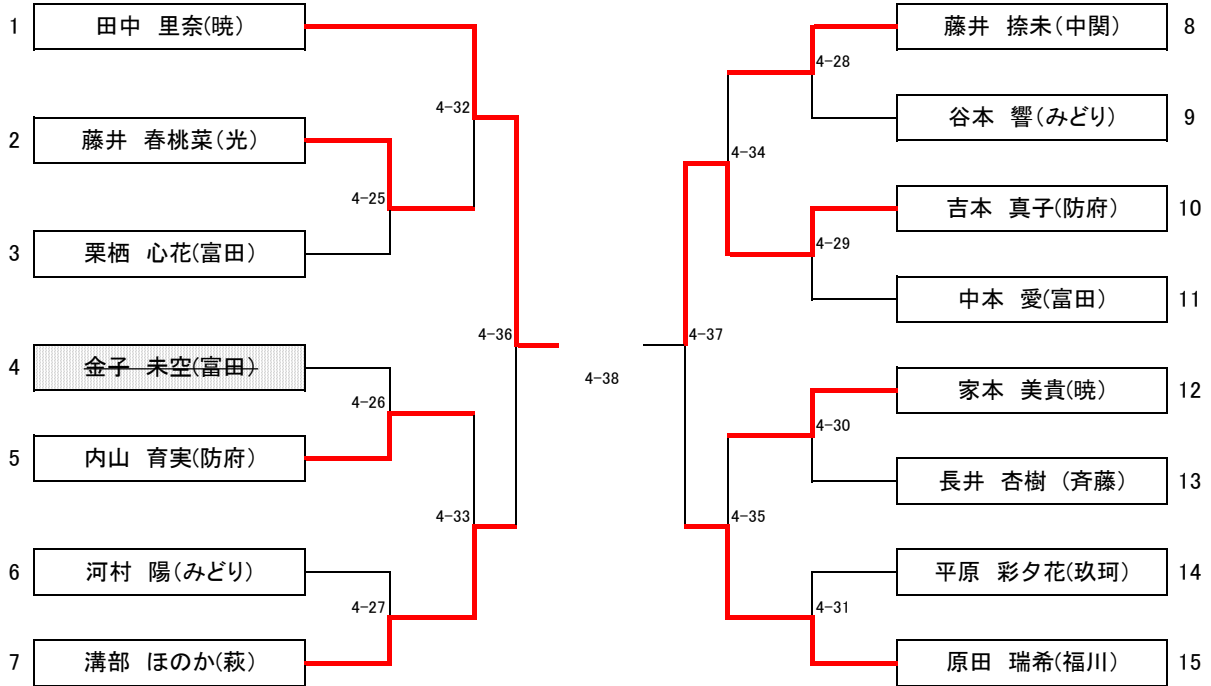 1 田中 里奈(暁)
4-32
2 藤井 春桃菜(光)
4-25
3 栗栖 心花(富田)
4-36
4 金子 未空(富田)
4-26
5 内山 育実(防府)
4-33
6 河村 陽(みどり)
4-27
7 溝部 ほのか(萩)
4-38
藤井 捺未(中関) 8
4-28
谷本 響(みどり) 9
4-34
吉本 真子(防府) 10
4-29
中本 愛(富田) 11
4-37
家本 美貴(暁) 12
4-30
長井 杏樹 (斉藤) 13
4-35
平原 彩夕花(玖珂) 14
4-31
原田 瑞希(福川) 15